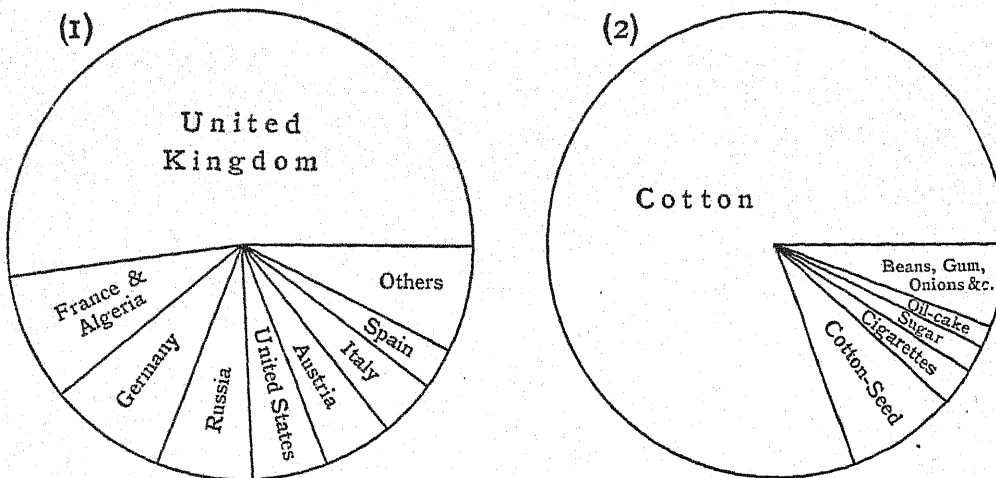 (1)
United
Kingdom
France &
Algeria
Germany
Russia
United States
Austria
Italy
Spain
Others
(2)
Cotton
Beans, Gum,
Onions &c.
Oil-cake
Sugar
Cigarettes
Cotton-Seed